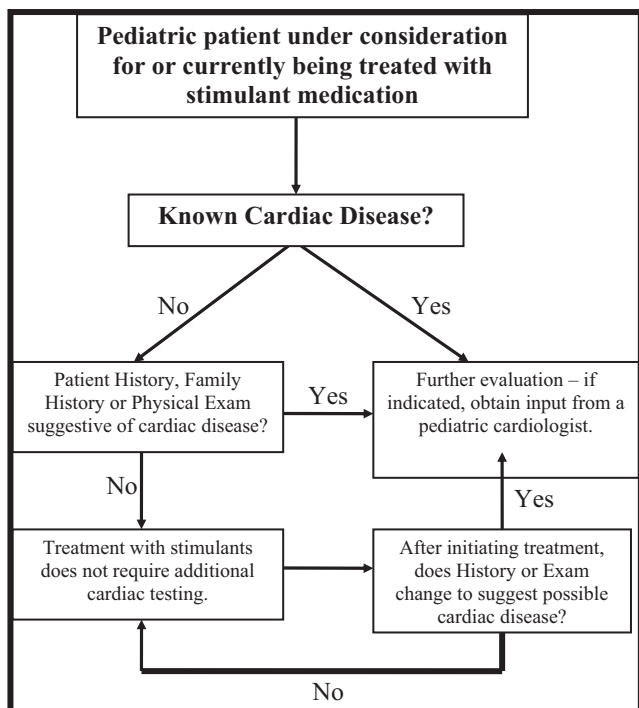 Pediatric patient under consideration
for or currently being treated with
stimulant medication
Known Cardiac Disease?
No
Yes
Patient History, Family
History or Physical Exam
suggestive of cardiac disease?
Yes
Further evaluation – if
indicated, obtain input from a
pediatric cardiologist.
No
Yes
Treatment with stimulants
does not require additional
cardiac testing.
After initiating treatment,
does History or Exam
change to suggest possible
cardiac disease?
No